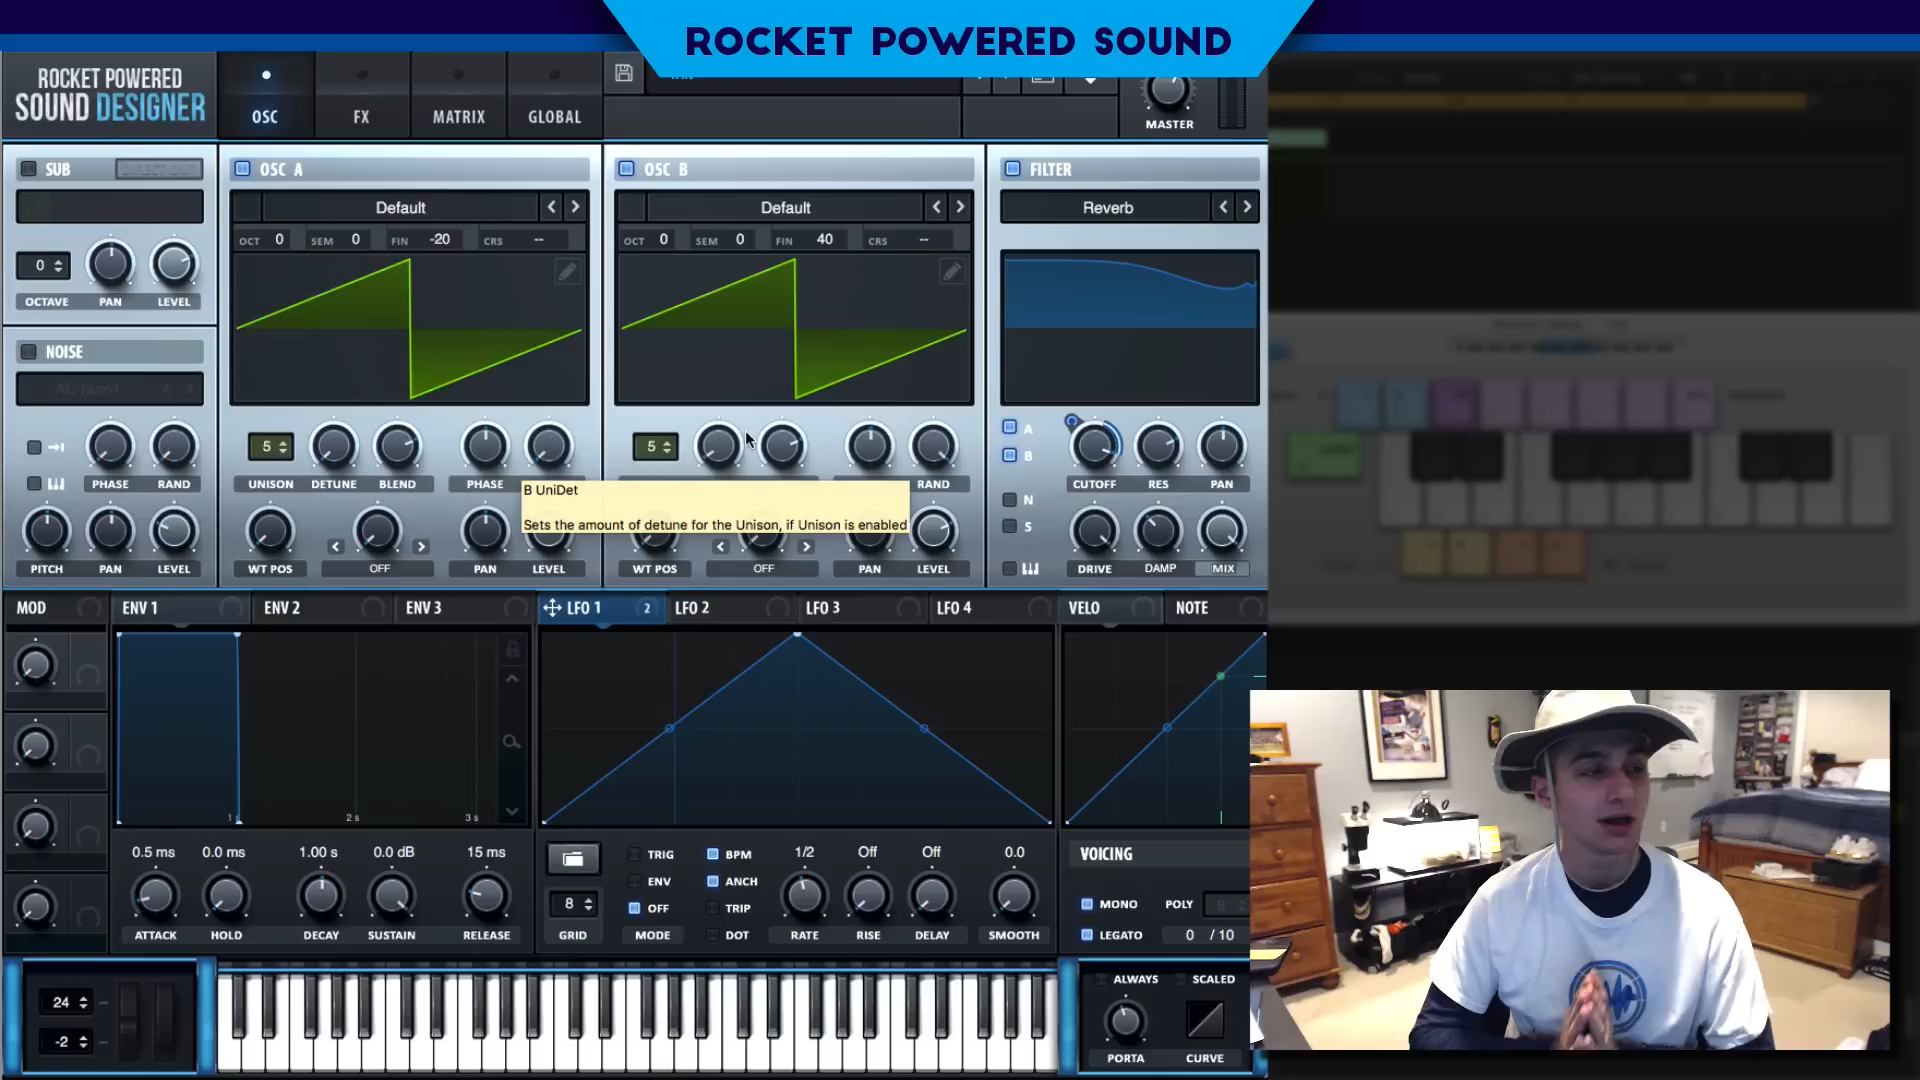 ROCKET POWERED SOUND
ROCKET POWERED
SOUND DESIGNER
OSC
FX
MATRIX
GLOBAL
MASTER
SUB
DIRECT OUT
0
OCTAVE PAN LEVEL
NOISE
AC hum1
PHASE RAND
PITCH PAN LEVEL
OSC A
Default
OCT 0 SEM 0 FIN -20 CRS --
5
UNISON DETUNE BLEND PHASE
WT POS OFF PAN LEVEL
OSC B
Default
OCT 0 SEM 0 FIN 40 CRS --
5
RAND
B UniDet
Sets the amount of detune for the Unison, if Unison is enabled
WT POS OFF PAN LEVEL
FILTER
Reverb
A
B
N
S
CUTOFF RES PAN
DRIVE DAMP MIX
MOD ENV 1 ENV 2 ENV 3 LFO 1 2 LFO 2 LFO 3 LFO 4 VELO NOTE
1 s 2 s 3 s
0.5 ms 0.0 ms 1.00 s 0.0 dB 15 ms
ATTACK HOLD DECAY SUSTAIN RELEASE
8
GRID
TRIG
ENV
OFF
MODE
BPM
ANCH
TRIP
DOT
1/2 Off Off 0.0
RATE RISE DELAY SMOOTH
VOICING
MONO POLY 8
LEGATO 0 / 10
ALWAYS SCALED
PORTA CURVE
24
-2